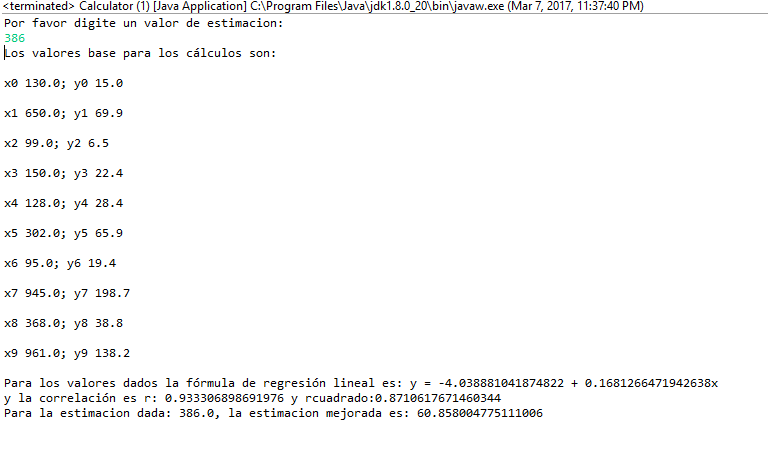 <terminated> Calculator (1) [Java Application] C:\Program Files\Java\jdk1.8.0_20\bin\javaw.exe (Mar 7, 2017, 11:37:40 PM)
Por favor digite un valor de estimacion:
386
Los valores base para los cálculos son:
x0 130.0; y0 15.0
x1 650.0; y1 69.9
x2 99.0; y2 6.5
x3 150.0; y3 22.4
x4 128.0; y4 28.4
x5 302.0; y5 65.9
x6 95.0; y6 19.4
x7 945.0; y7 198.7
x8 368.0; y8 38.8
x9 961.0; y9 138.2
Para los valores dados la fórmula de regresión lineal es: y = -4.038881041874822 + 0.1681266471942638x
y la correlación es r: 0.933306898691976 y rcuadrado:0.8710617671460344
Para la estimacion dada: 386.0, la estimacion mejorada es: 60.858004775111006